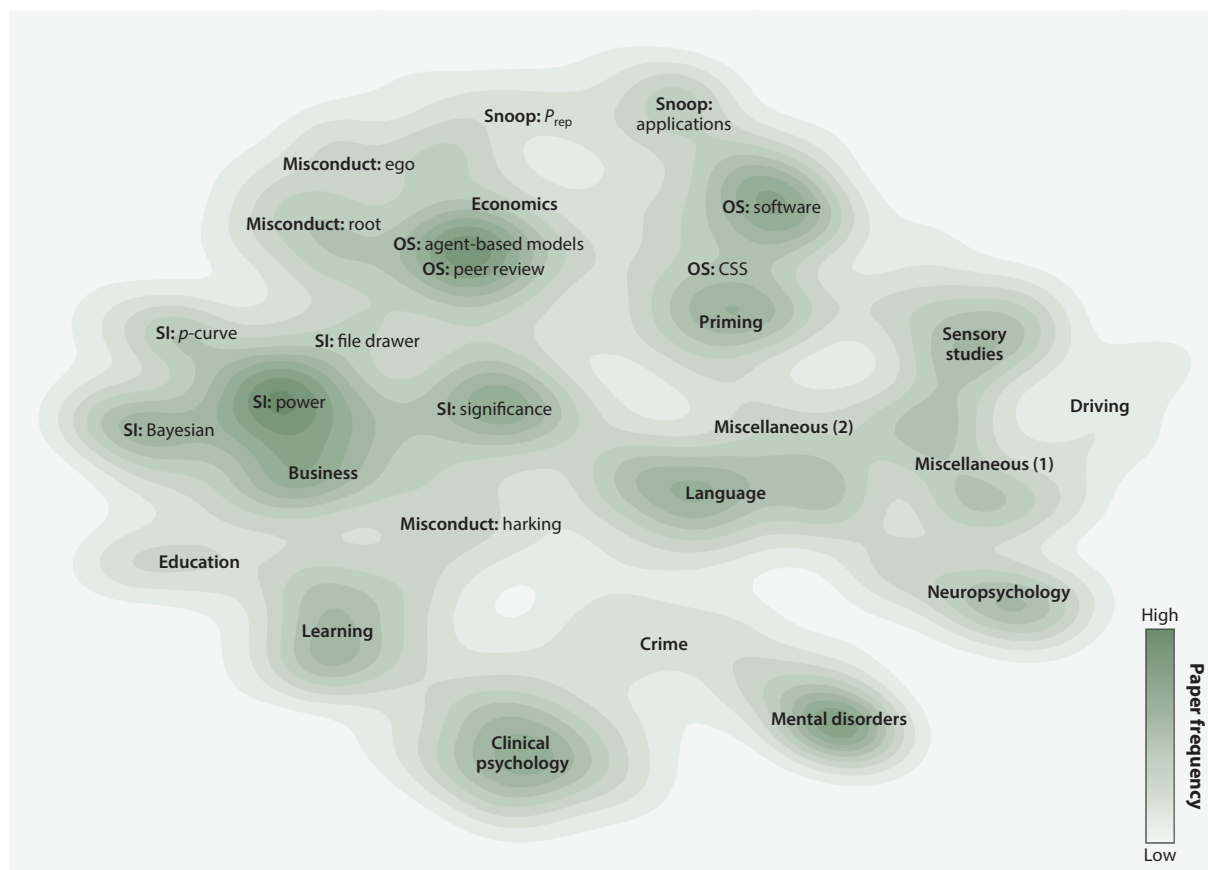 Snoop: Prep
Snoop:
applications
Misconduct: ego
Economics
OS: software
Misconduct: root
OS: agent-based models
OS: peer review
OS: CSS
Priming
SI: p-curve
SI: file drawer
Sensory
studies
SI: power
SI: significance
Driving
SI: Bayesian
Miscellaneous (2)
Business
Miscellaneous (1)
Language
Misconduct: harking
Education
Neuropsychology
Learning
Crime
Mental disorders
Clinical
psychology
High
Paper frequency
Low